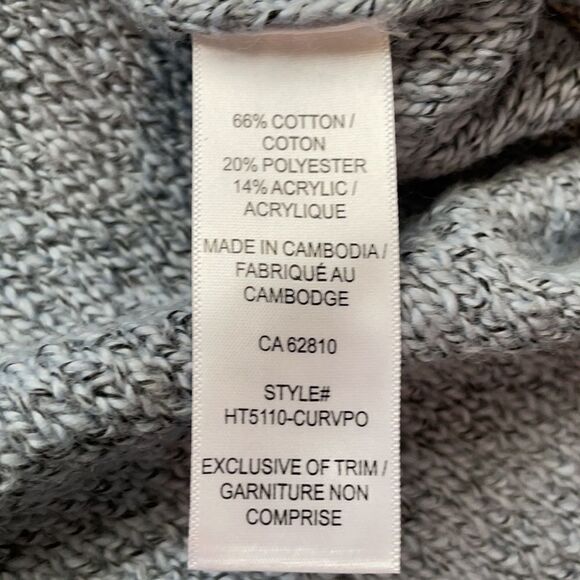 66% COTTON /
COTON
20% POLYESTER
14% ACRYLIC /
ACRYLIQUE
MADE IN CAMBODIA /
FABRIQUÉ AU
CAMBODGE
CA 62810
STYLE#
HT5110-CURVPO
EXCLUSIVE OF TRIM /
GARNITURE NON
COMPRISE